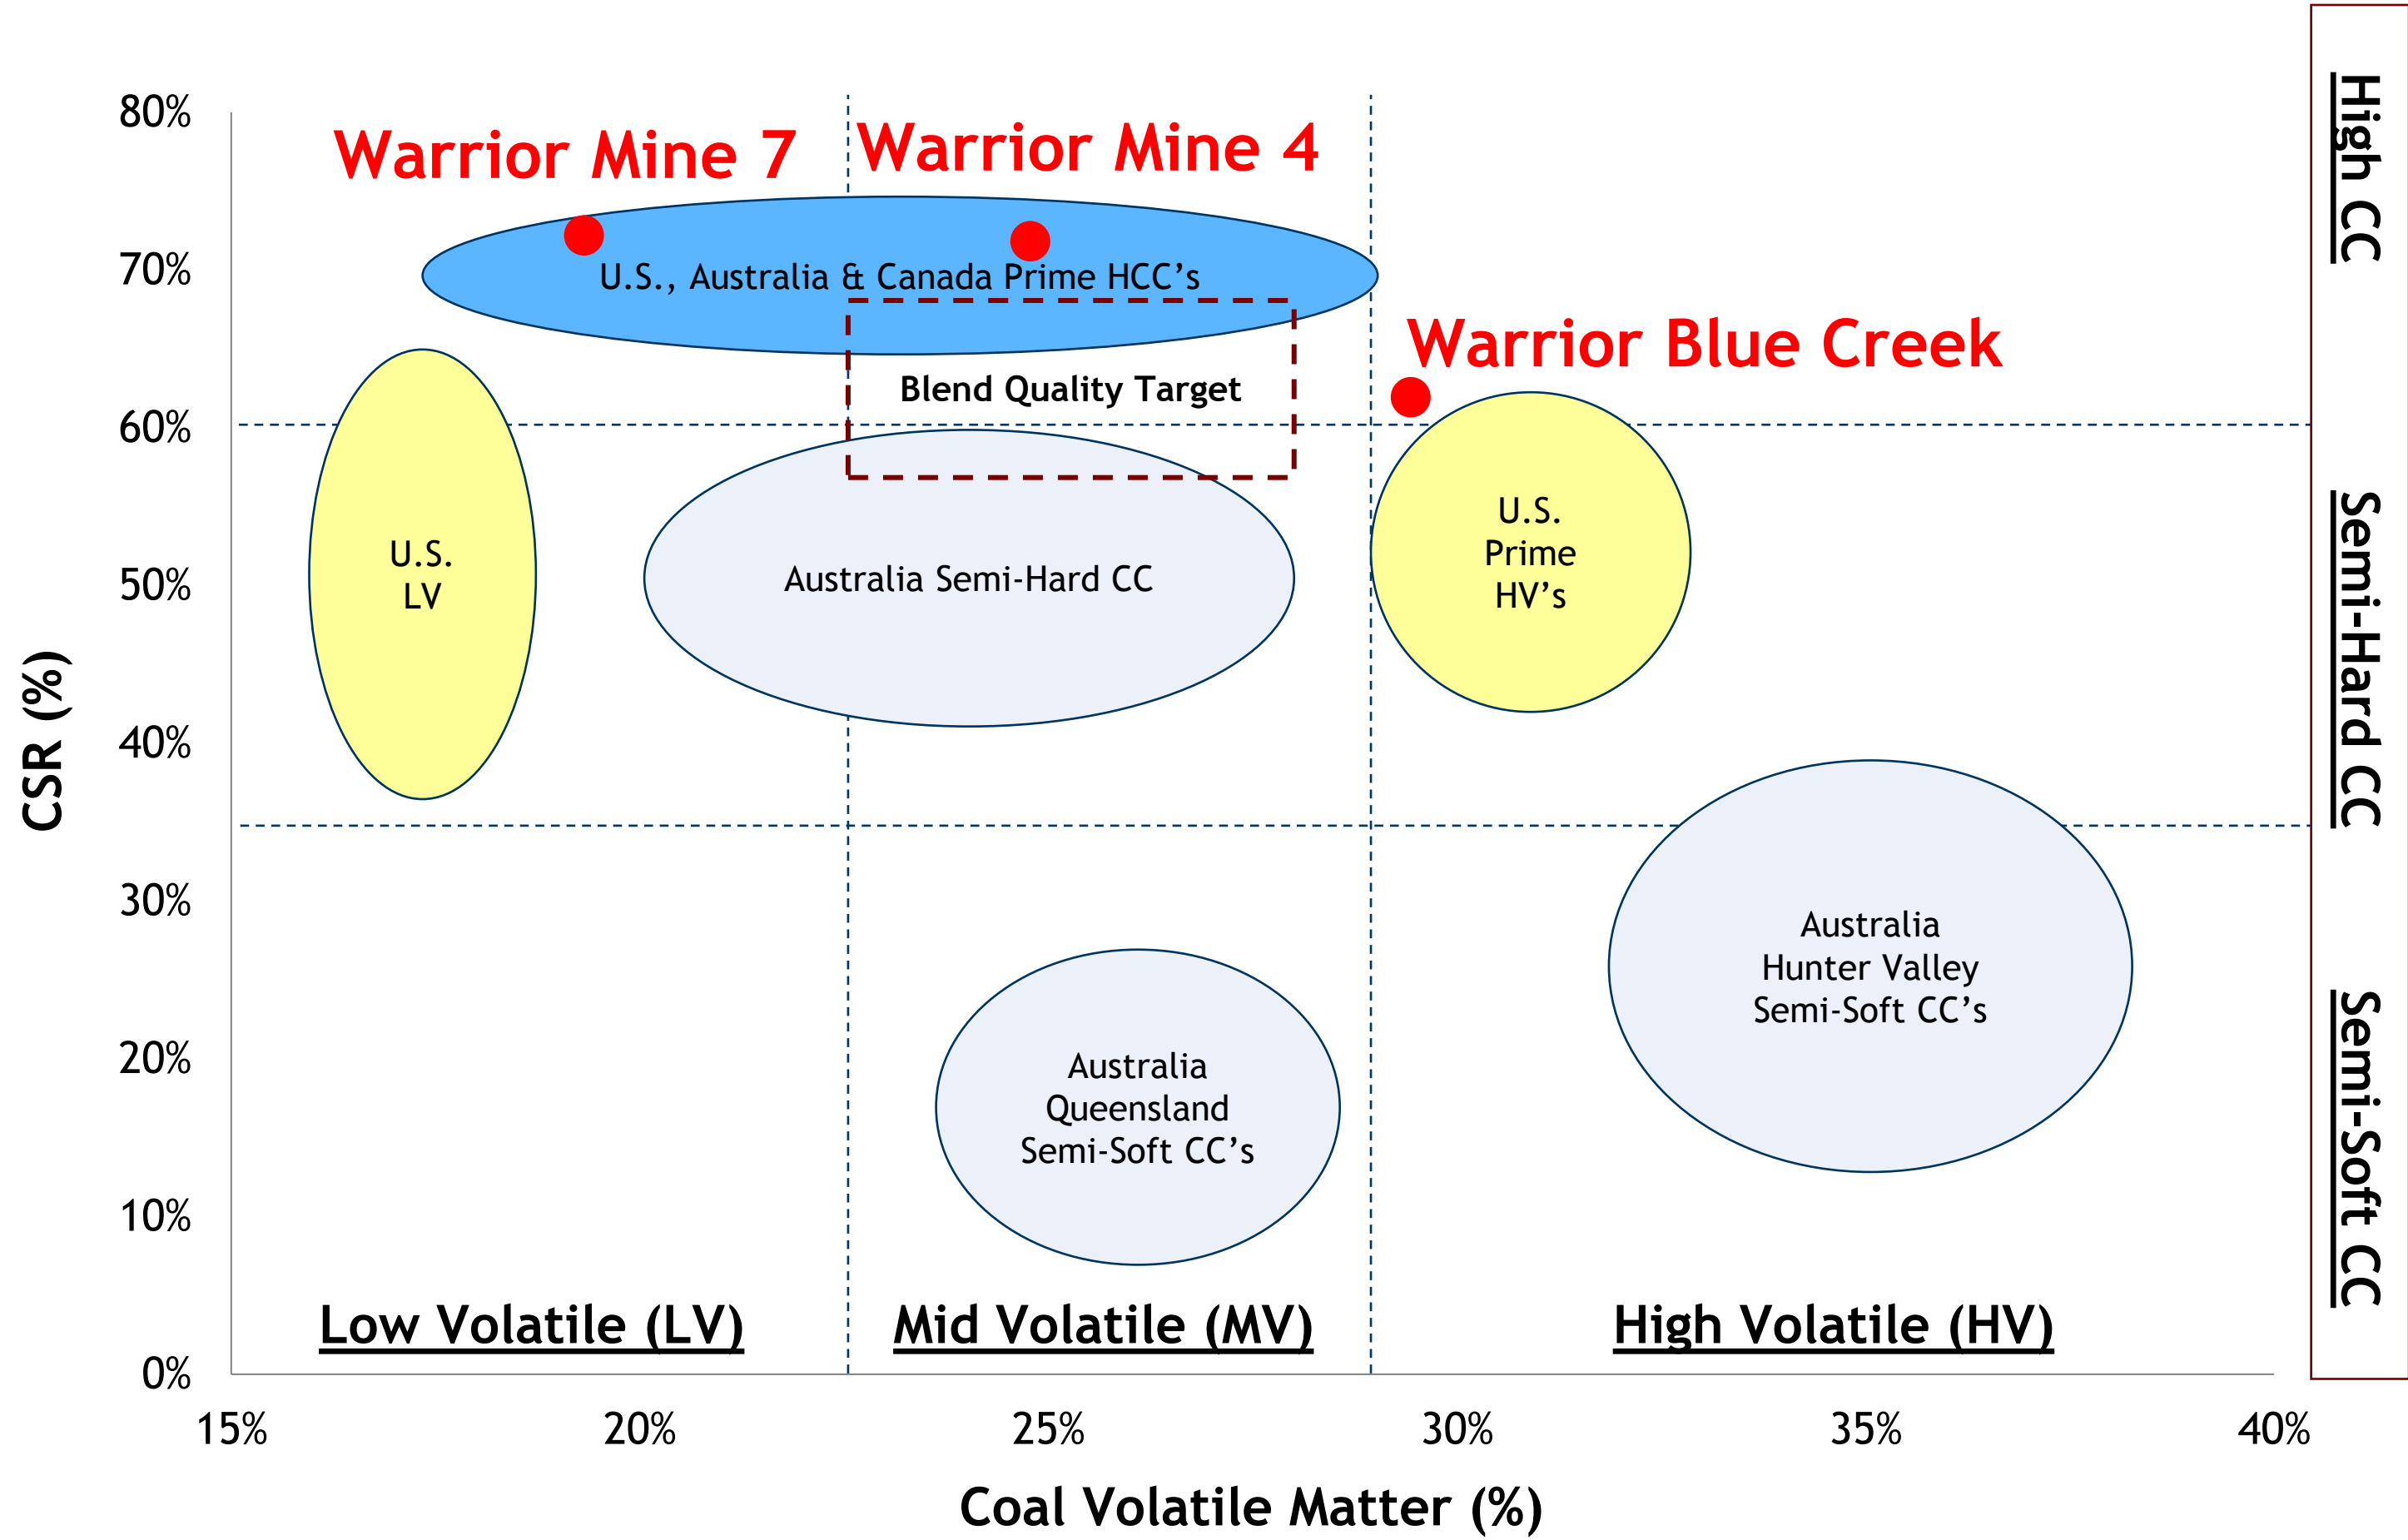 80%
70%
60%
50%
40%
30%
20%
10%
0%
CSR (%)
Warrior Mine 7
Warrior Mine 4
U.S., Australia & Canada Prime HCC’s
Warrior Blue Creek
Blend Quality Target
U.S.
LV
Australia Semi-Hard CC
U.S.
Prime
HV’s
Australia
Hunter Valley
Semi-Soft CC’s
Australia
Queensland
Semi-Soft CC’s
Low Volatile (LV)
Mid Volatile (MV)
High Volatile (HV)
15%
20%
25%
30%
35%
40%
Coal Volatile Matter (%)
High CC
Semi-Hard CC
Semi-Soft CC